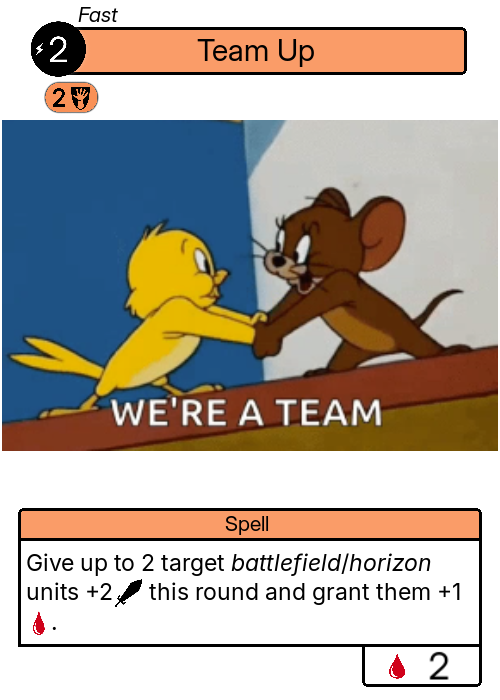 Fast
2
Team Up
2
WE'RE A TEAM
Spell
Give up to 2 target battlefield/horizon
units +2 this round and grant them +1
.
2